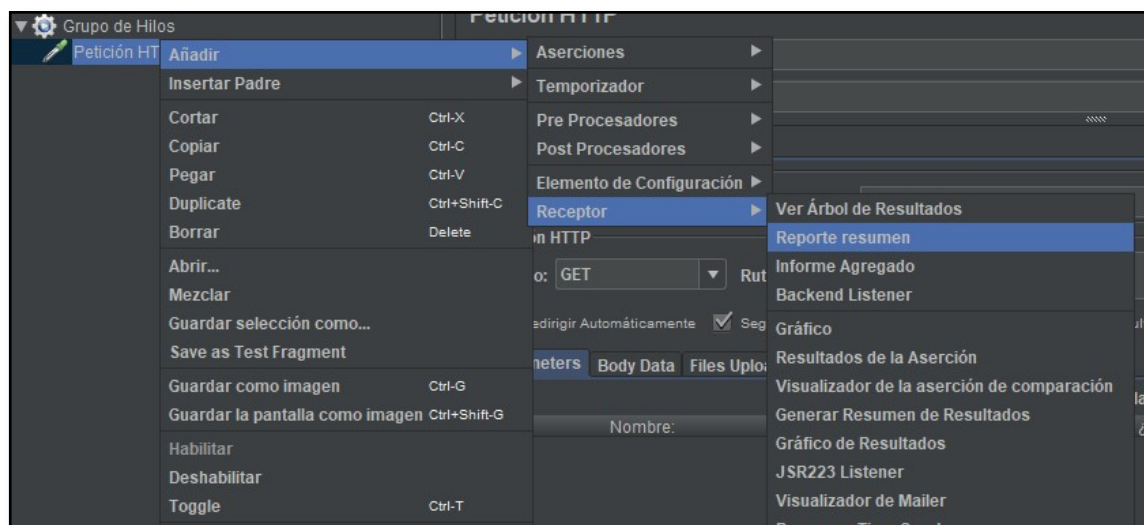 Grupo de Hilos
Petición HTTP
Petición HT
Añadir
Insertar Padre
Cortar Ctrl-X
Copiar Ctrl-C
Pegar Ctrl-V
Duplicate Ctrl+Shift-C
Borrar Delete
Abrir...
Mezclar
Guardar selección como...
Save as Test Fragment
Guardar como imagen Ctrl-G
Guardar la pantalla como imagen Ctrl+Shift-G
Habilitar
Deshabilitar
Toggle Ctrl-T
Aserciones
Temporizador
Pre Procesadores
Post Procesadores
Elemento de Configuración
Receptor
ón HTTP
o: GET Rut
edirigir Automáticamente Seg
neters Body Data Files Uploa
Nombre:
Ver Árbol de Resultados
Reporte resumen
Informe Agregado
Backend Listener
Gráfico
Resultados de la Aserción
Visualizador de la aserción de comparación
Generar Resumen de Resultados
Gráfico de Resultados
JSR223 Listener
Visualizador de Mailer